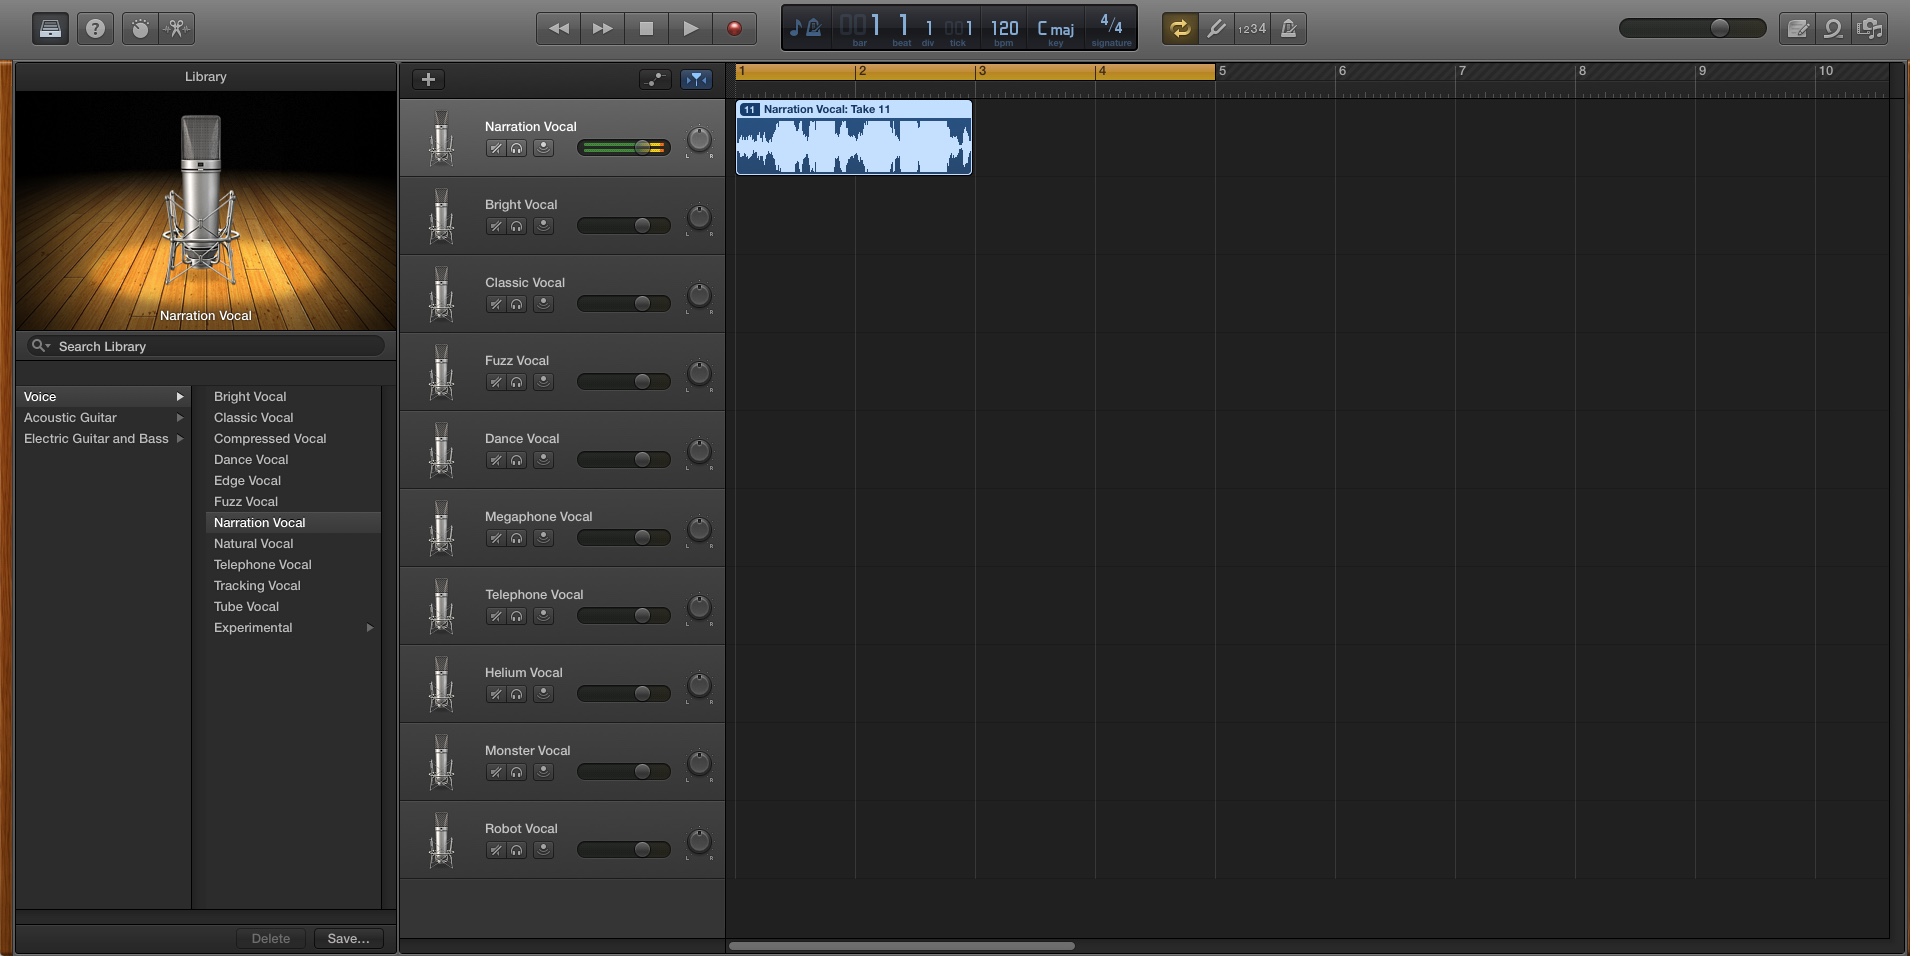 ?
1234
1 1 1 1 120 C maj 4/4
bar beat div tick bpm key signature
Library
Narration Vocal
Search Library
Voice
Acoustic Guitar
Electric Guitar and Bass
Bright Vocal
Classic Vocal
Compressed Vocal
Dance Vocal
Edge Vocal
Fuzz Vocal
Narration Vocal
Natural Vocal
Telephone Vocal
Tracking Vocal
Tube Vocal
Experimental
Delete Save...
1 2 3 4 5 6 7 8 9 10
Narration Vocal
L R
11 Narration Vocal: Take 11
Bright Vocal
L R
Classic Vocal
L R
Fuzz Vocal
L R
Dance Vocal
L R
Megaphone Vocal
L R
Telephone Vocal
L R
Helium Vocal
L R
Monster Vocal
L R
Robot Vocal
L R